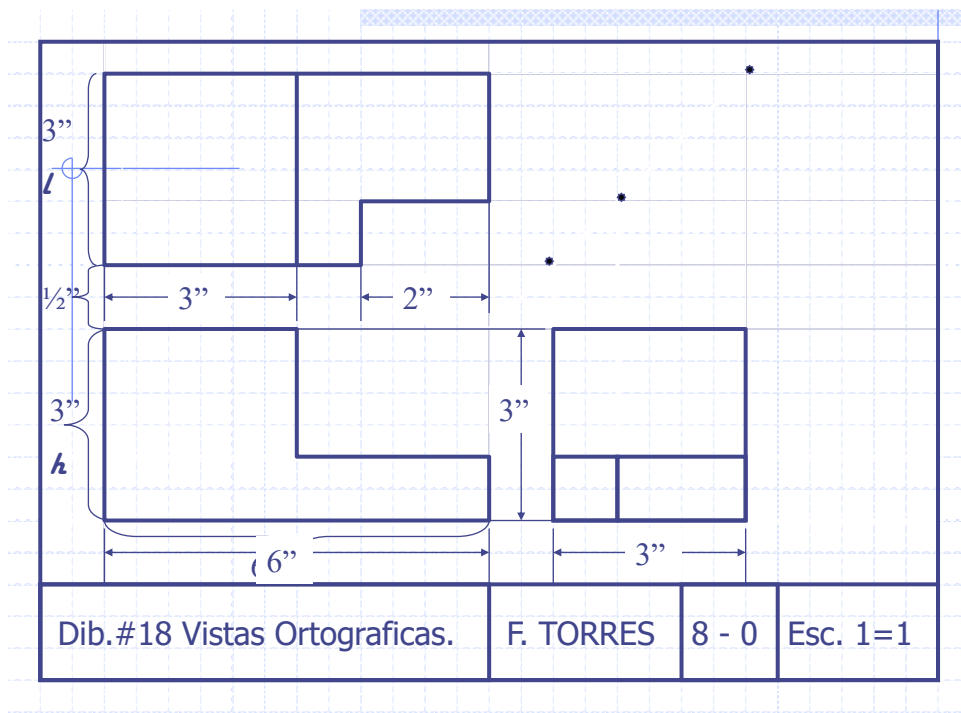 3”
l
½”
3”
2”
3”
h
3”
6”
3”
Dib.#18 Vistas Ortograficas.
F. TORRES
8 - 0
Esc. 1=1